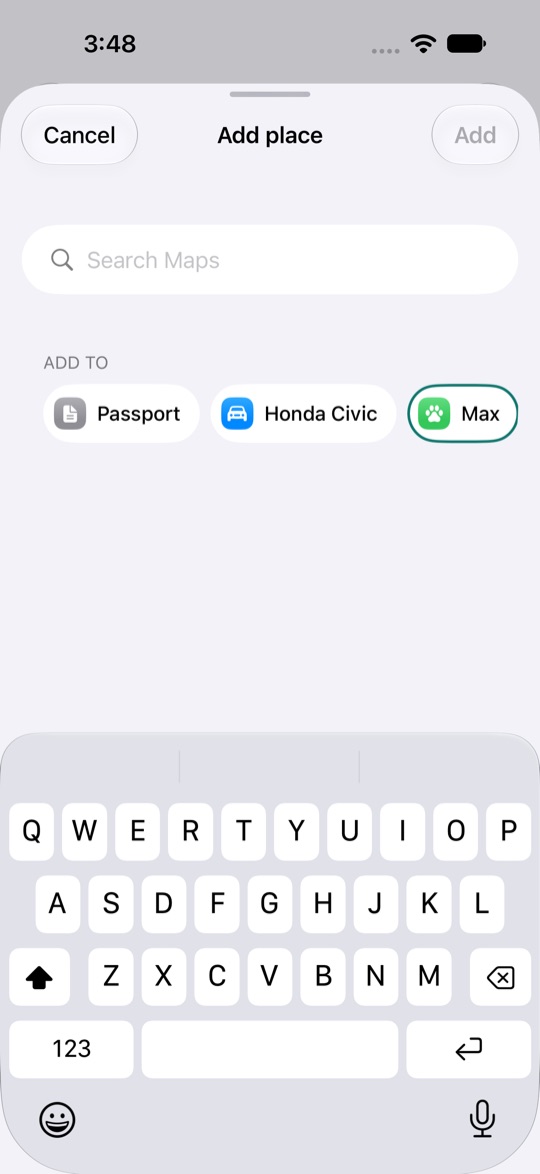 3:48
Cancel Add place Add
Search Maps
ADD TO
Passport Honda Civic Max
Q W E R T Y U I O P
A S D F G H J K L
Z X C V B N M
123